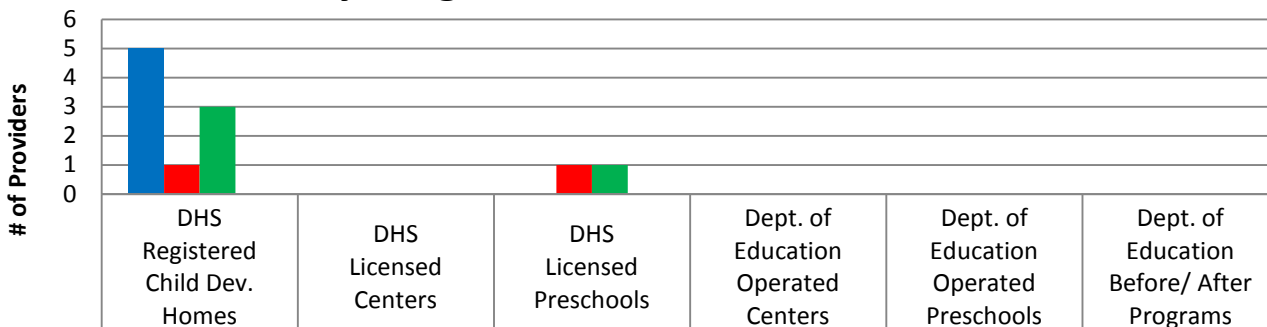 6
5
4
3
2
1
0
# of Providers
DHS
Registered
Child Dev.
Homes
DHS
Licensed
Centers
DHS
Licensed
Preschools
Dept. of
Education
Operated
Centers
Dept. of
Education
Operated
Preschools
Dept. of
Education
Before/ After
Programs